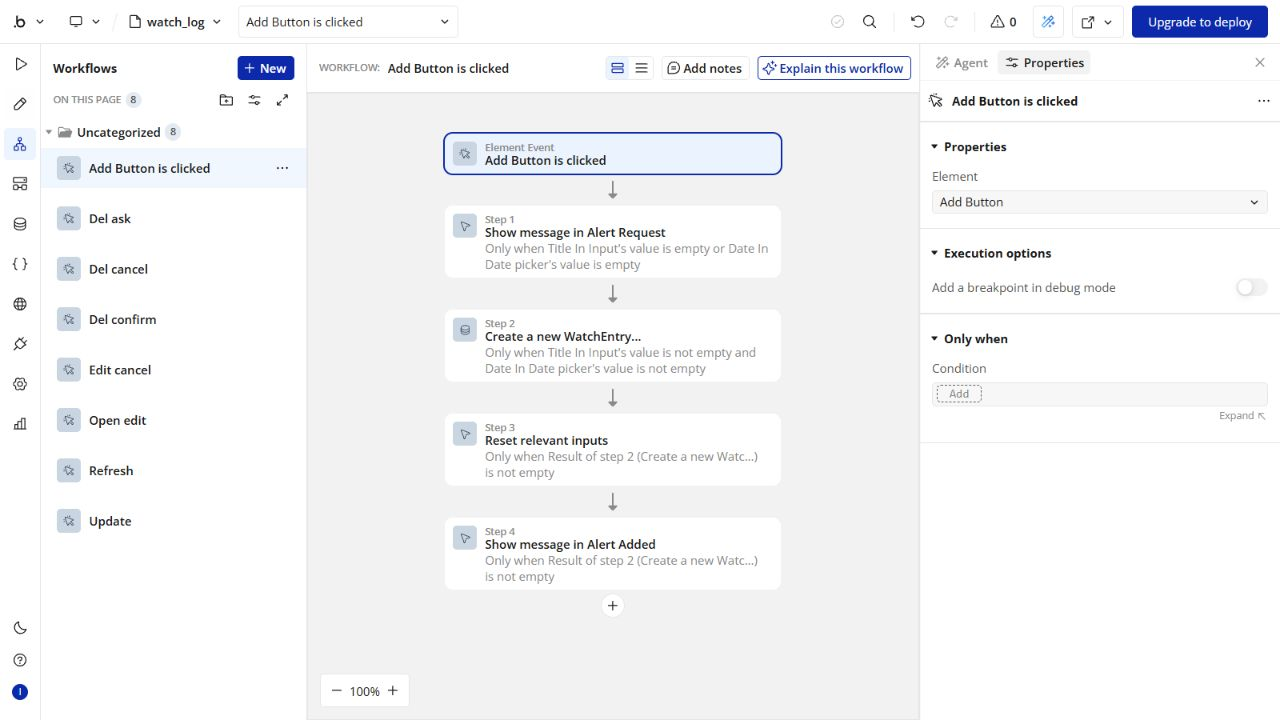 .b
watch_log
Add Button is clicked
0
Upgrade to deploy
Workflows
New
ON THIS PAGE 8
Uncategorized 8
Add Button is clicked
Del ask
Del cancel
Del confirm
Edit cancel
Open edit
Refresh
Update
I
WORKFLOW: Add Button is clicked
Add notes
Explain this workflow
Element Event
Add Button is clicked
Step 1
Show message in Alert Request
Only when Title In Input's value is empty or Date In
Date picker's value is empty
Step 2
Create a new WatchEntry...
Only when Title In Input's value is not empty and
Date In Date picker's value is not empty
Step 3
Reset relevant inputs
Only when Result of step 2 (Create a new Watc...)
is not empty
Step 4
Show message in Alert Added
Only when Result of step 2 (Create a new Watc...)
is not empty
100%
Agent
Properties
Add Button is clicked
Properties
Element
Add Button
Execution options
Add a breakpoint in debug mode
Only when
Condition
Add
Expand